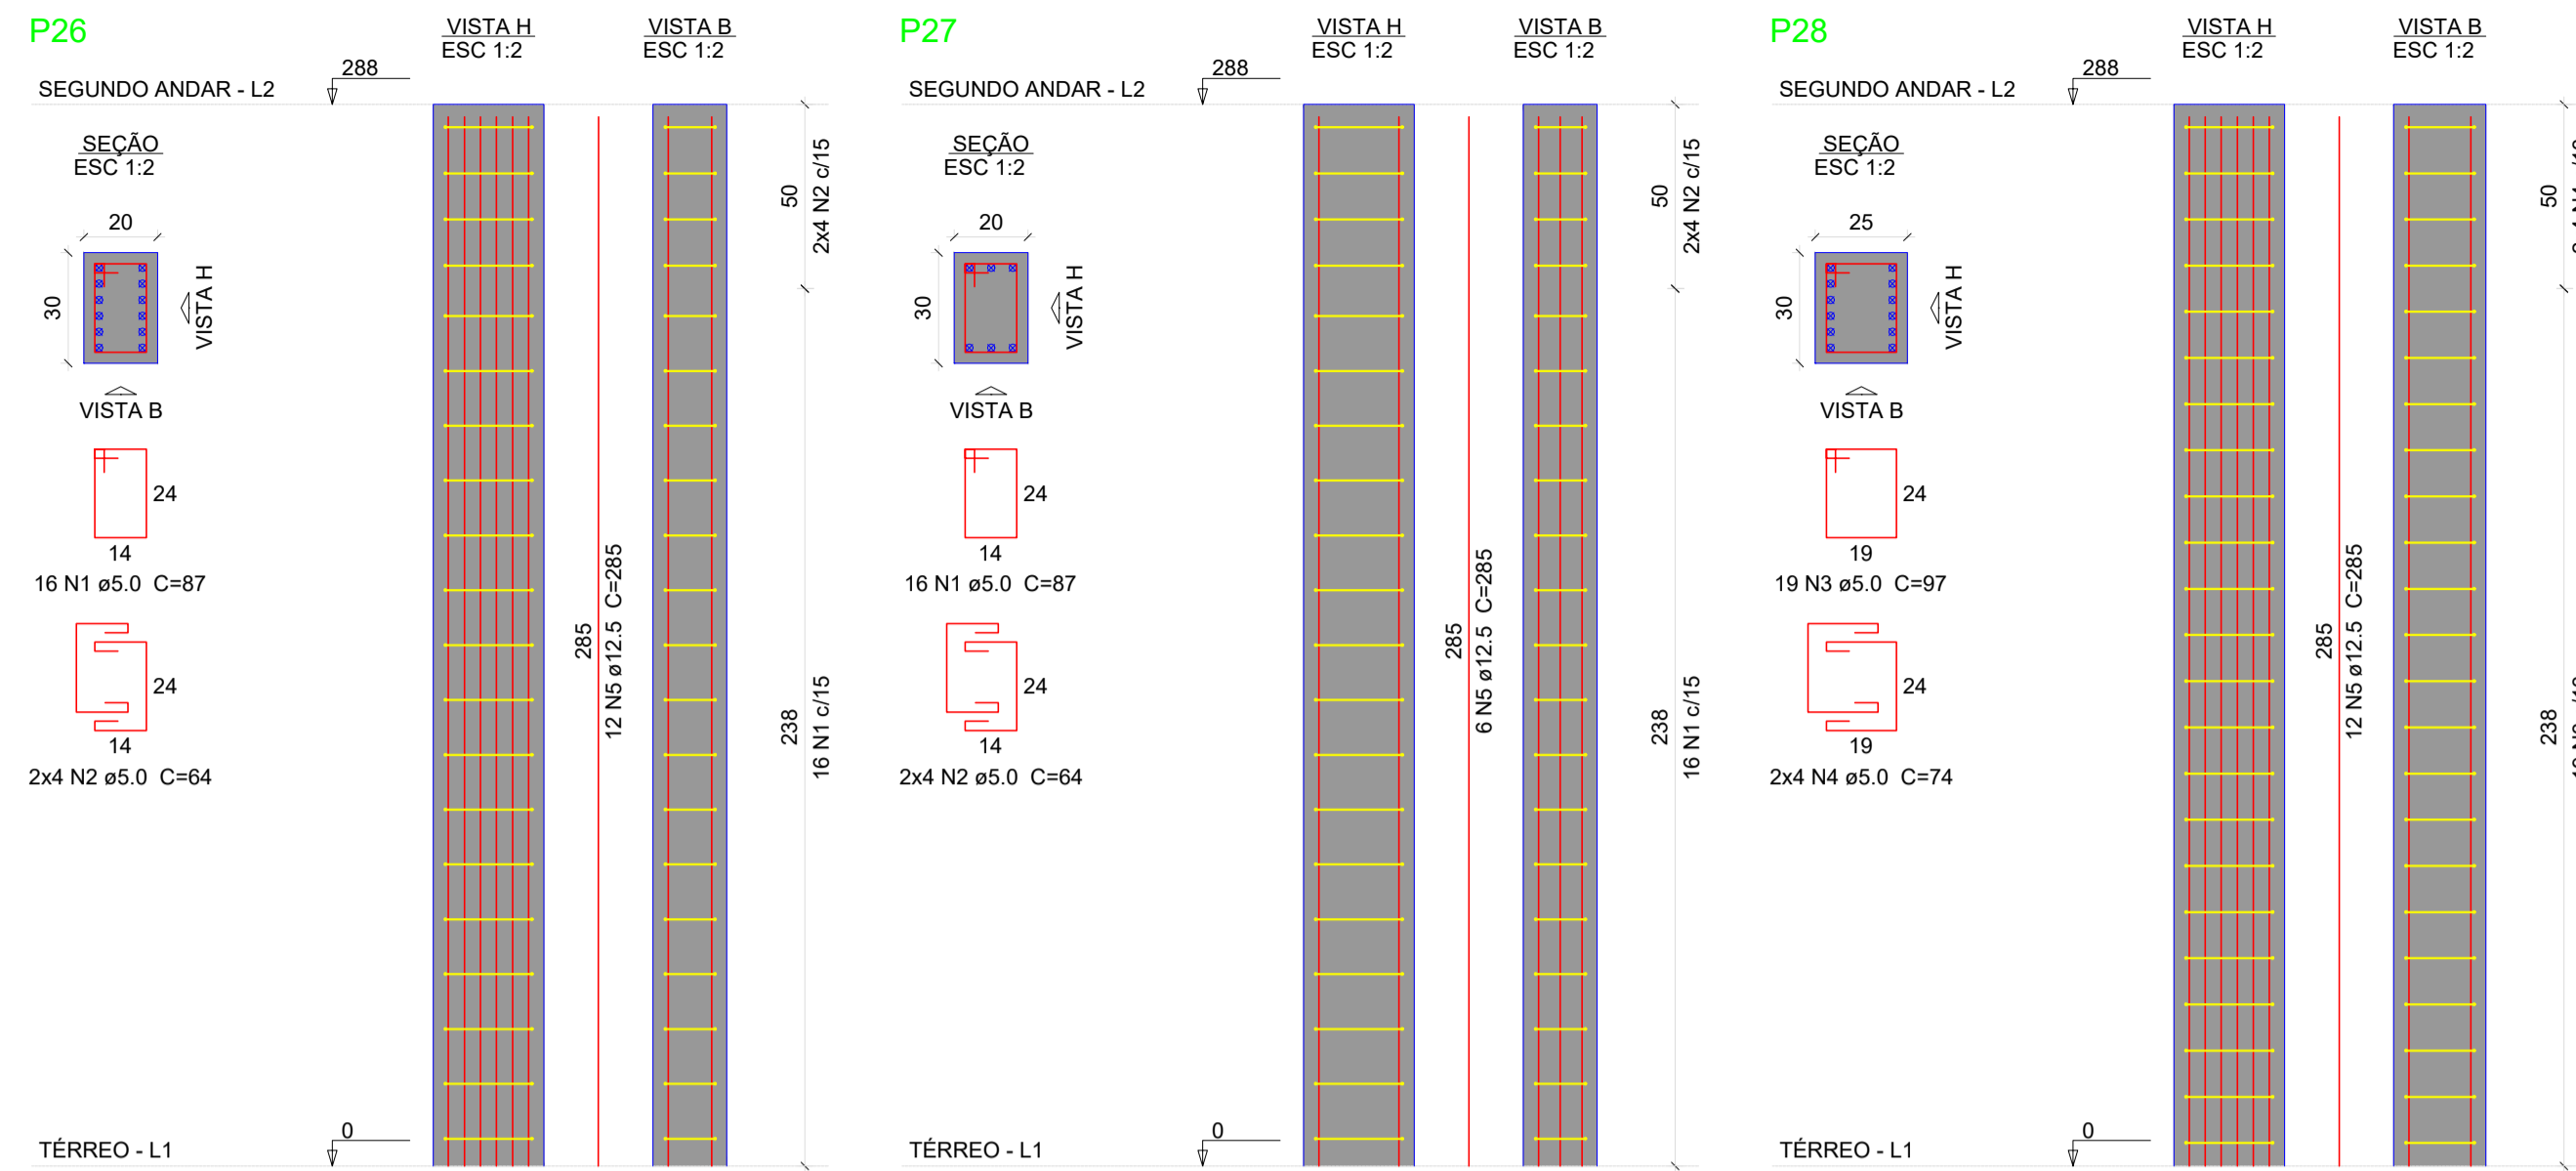 P26
VISTA H
ESC 1:2
VISTA B
ESC 1:2
288
SEGUNDO ANDAR - L2
SEÇÃO
ESC 1:2
20
30
VISTA H
VISTA B
24
14
16 N1 ø5.0 C=87
24
14
2x4 N2 ø5.0 C=64
285
12 N5 ø12.5 C=285
50
2x4 N2 c/15
238
16 N1 c/15
0
TÉRREO - L1
P27
VISTA H
ESC 1:2
VISTA B
ESC 1:2
288
SEGUNDO ANDAR - L2
SEÇÃO
ESC 1:2
20
30
VISTA H
VISTA B
24
14
16 N1 ø5.0 C=87
24
14
2x4 N2 ø5.0 C=64
285
6 N5 ø12.5 C=285
50
2x4 N2 c/15
238
16 N1 c/15
0
TÉRREO - L1
P28
VISTA H
ESC 1:2
VISTA B
ESC 1:2
288
SEGUNDO ANDAR - L2
SEÇÃO
ESC 1:2
25
30
VISTA H
VISTA B
24
19
19 N3 ø5.0 C=97
24
19
2x4 N4 ø5.0 C=74
285
12 N5 ø12.5 C=285
50
238
0
TÉRREO - L1